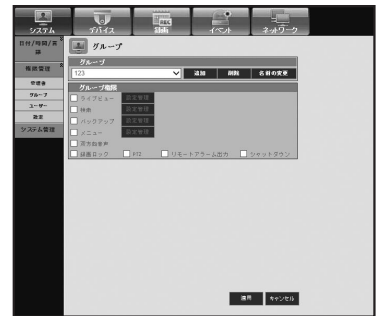 システム
デバイス
録画
イベント
ネットワーク
日付/時間/言
語
権限管理
管理者
グループ
ユーザー
設定
システム管理
グループ
グループ
123
追加
削除
名前の変更
グループ権限
ライブビュー
設定管理
検索
設定管理
バックアップ
設定管理
メニュー
設定管理
双方向音声
録画ロック
PTZ
リモートアラーム出力
シャットダウン
適用
キャンセル